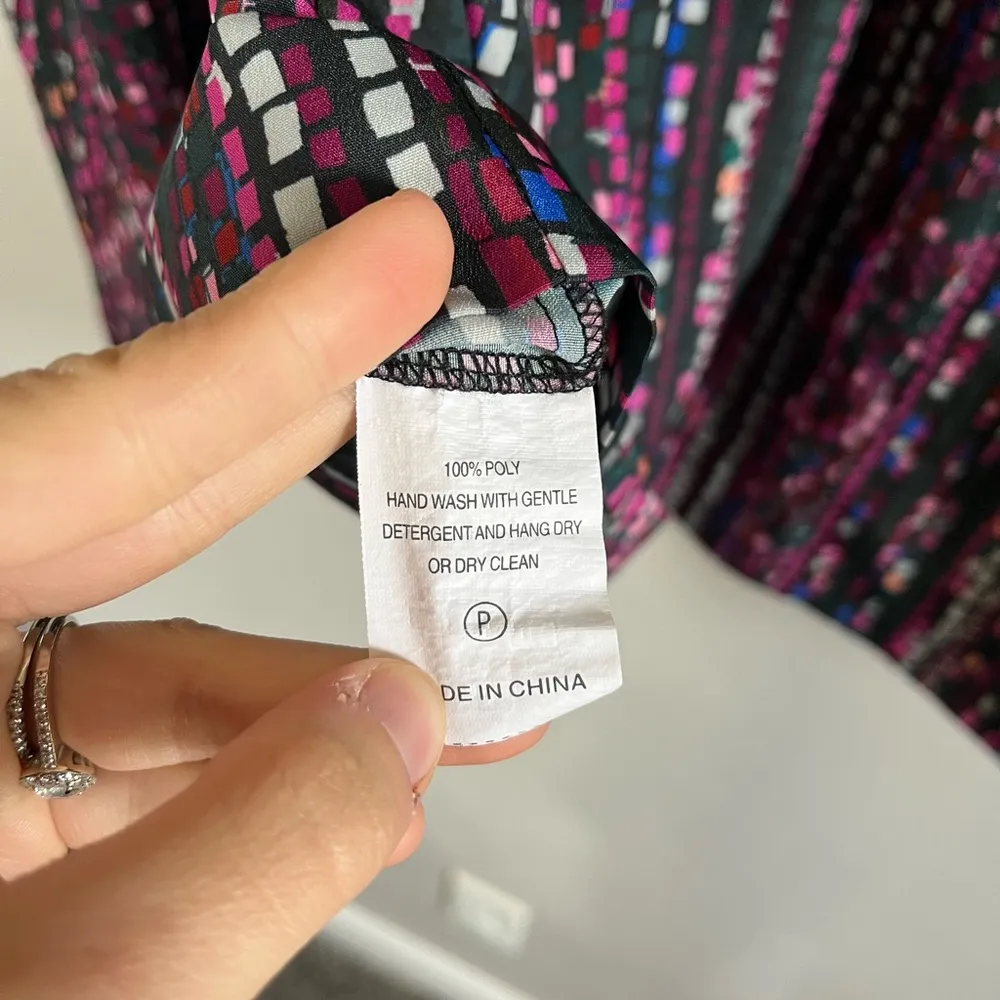 100% POLY
HAND WASH WITH GENTLE
DETERGENT AND HANG DRY
OR DRY CLEAN
P
DE IN CHINA